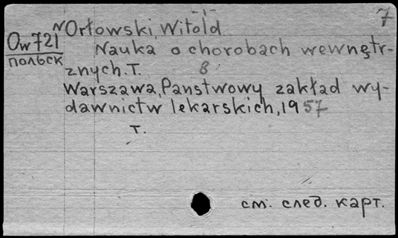 7
Orłowski, Witold
Ow721
польск
Nauka o chorobach wewnętr-
znych. T. 8
Warszawa, Panstwowy zakład wy-
dawnictw lekarskich, 1957
т.
см. след. карт.